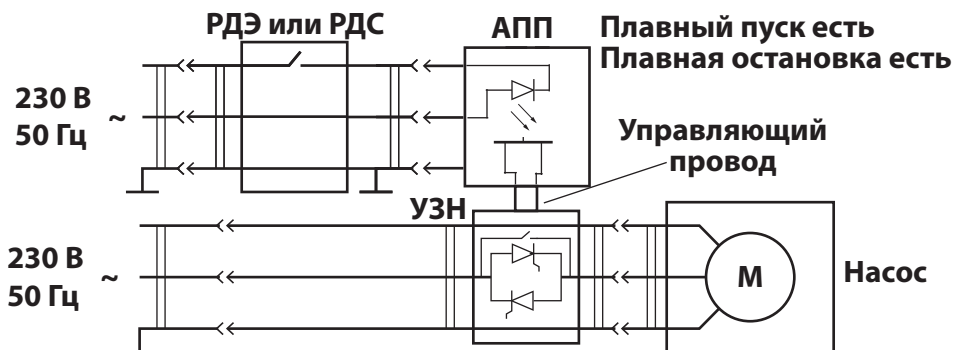 РДЭ или РДС
АПП
Плавный пуск есть
Плавная остановка есть
230 В
50 Гц
~
Управляющий
провод
УЗН
230 В
50 Гц
~
М
Насос